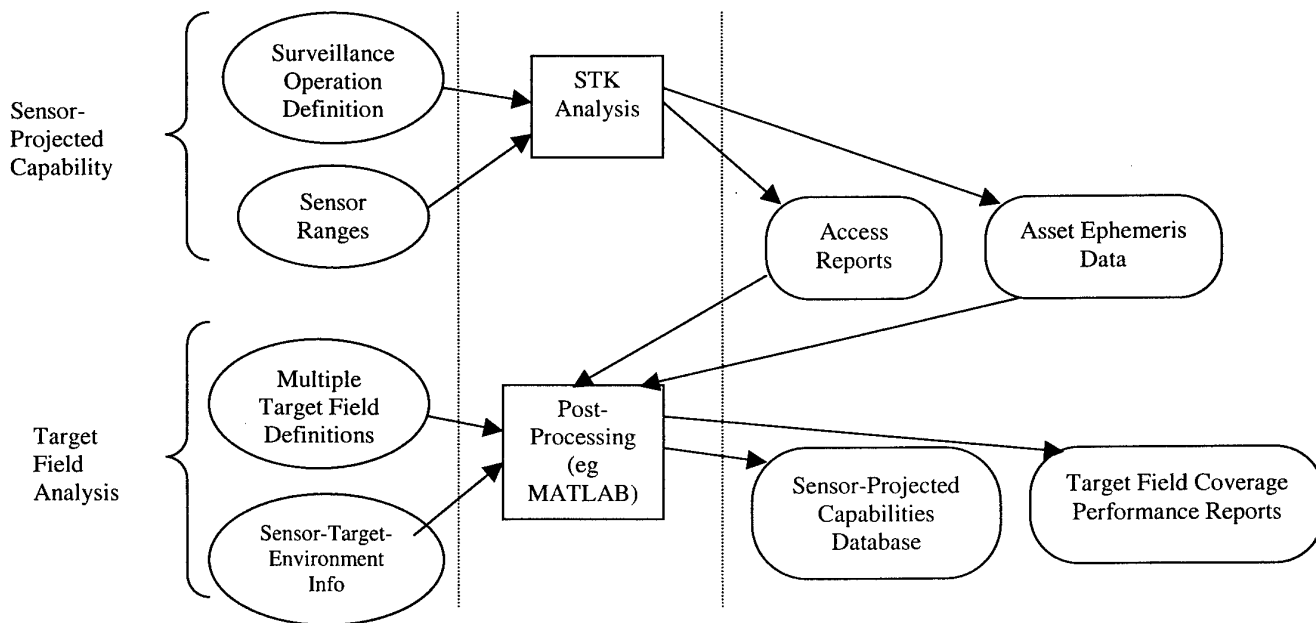 Sensor-
Projected
Capability
Surveillance
Operation
Definition
Sensor
Ranges
STK
Analysis
Access
Reports
Asset Ephemeris
Data
Target
Field
Analysis
Multiple
Target Field
Definitions
Sensor-Target-
Environment
Info
Post-
Processing
(eg
MATLAB)
Sensor-Projected
Capabilities
Database
Target Field Coverage
Performance Reports